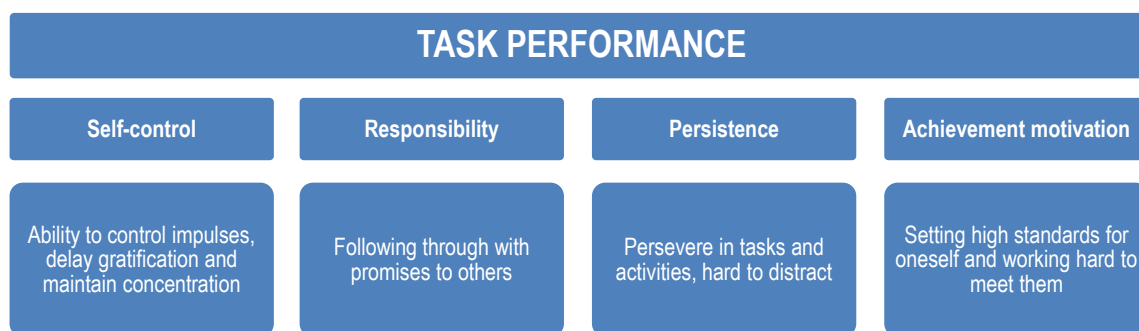 TASK PERFORMANCE
Self-control
Responsibility
Persistence
Achievement motivation
Ability to control impulses,
delay gratification and
maintain concentration
Following through with
promises to others
Persevere in tasks and
activities, hard to distract
Setting high standards for
oneself and working hard to
meet them